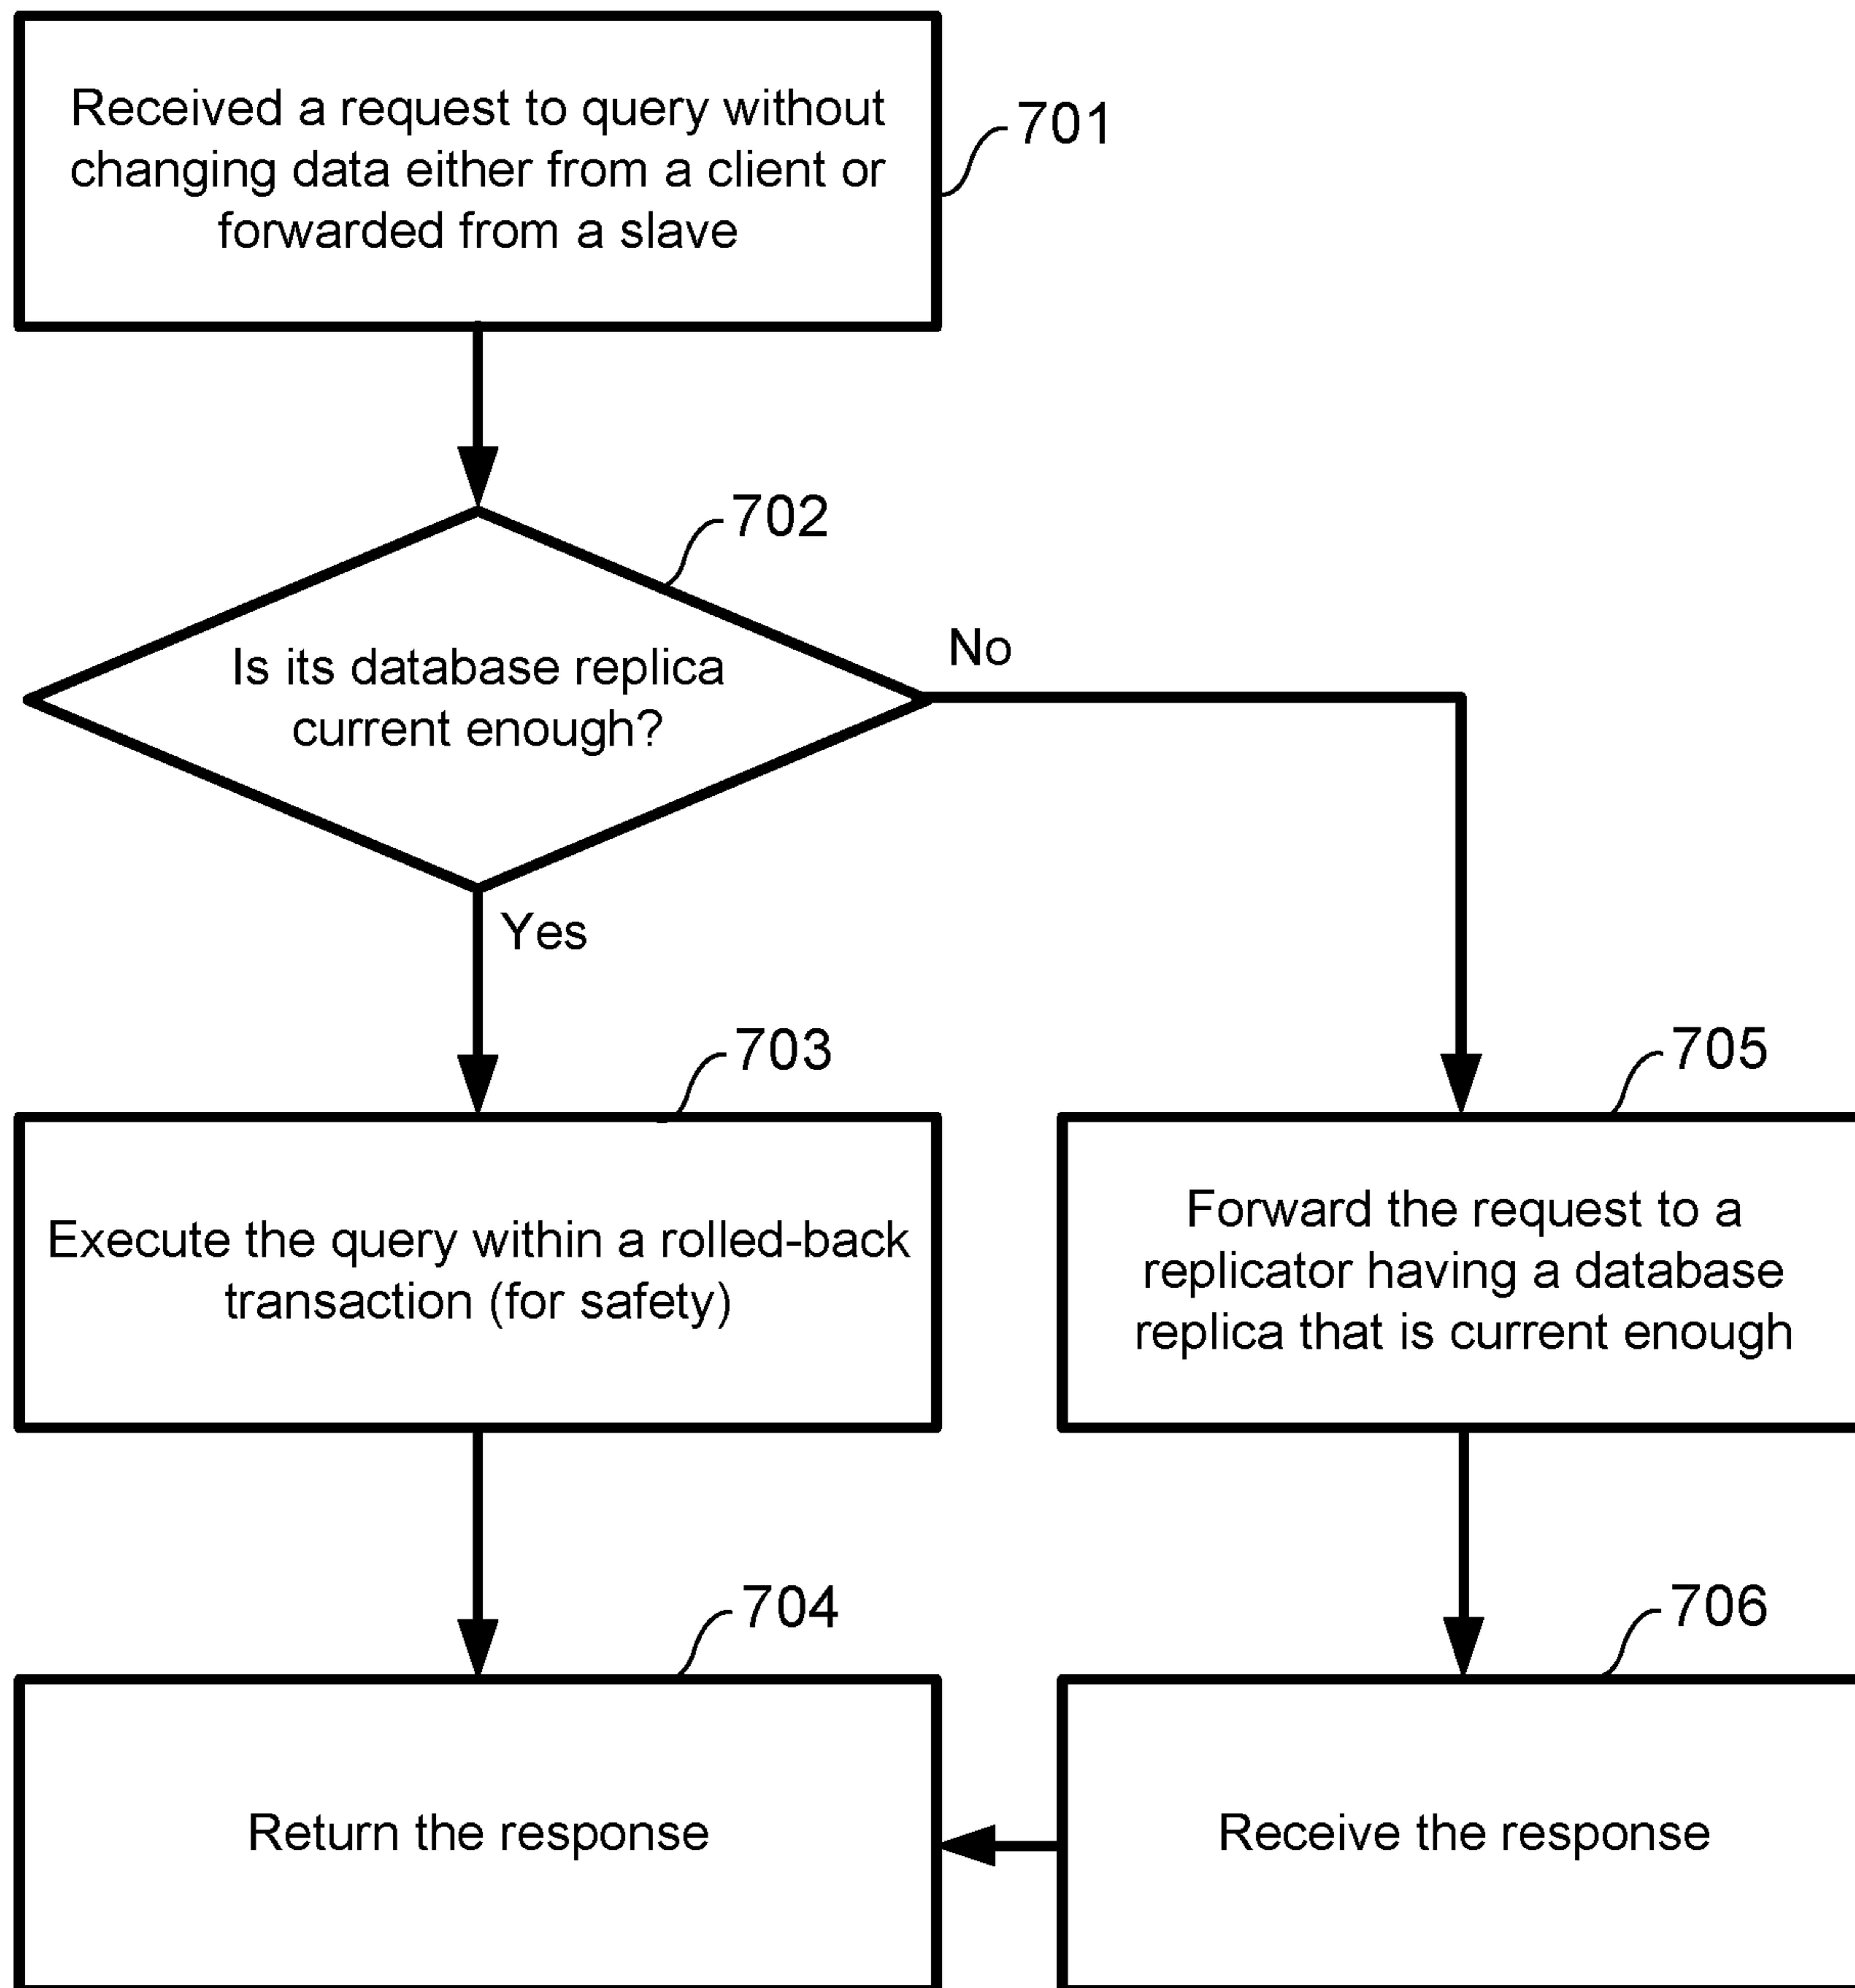 Received a request to query without
changing data either from a client or
forwarded from a slave
701
702
Is its database replica
current enough?
No
Yes
703
Execute the query within a rolled-back
transaction (for safety)
705
Forward the request to a
replicator having a database
replica that is current enough
704
Return the response
706
Receive the response